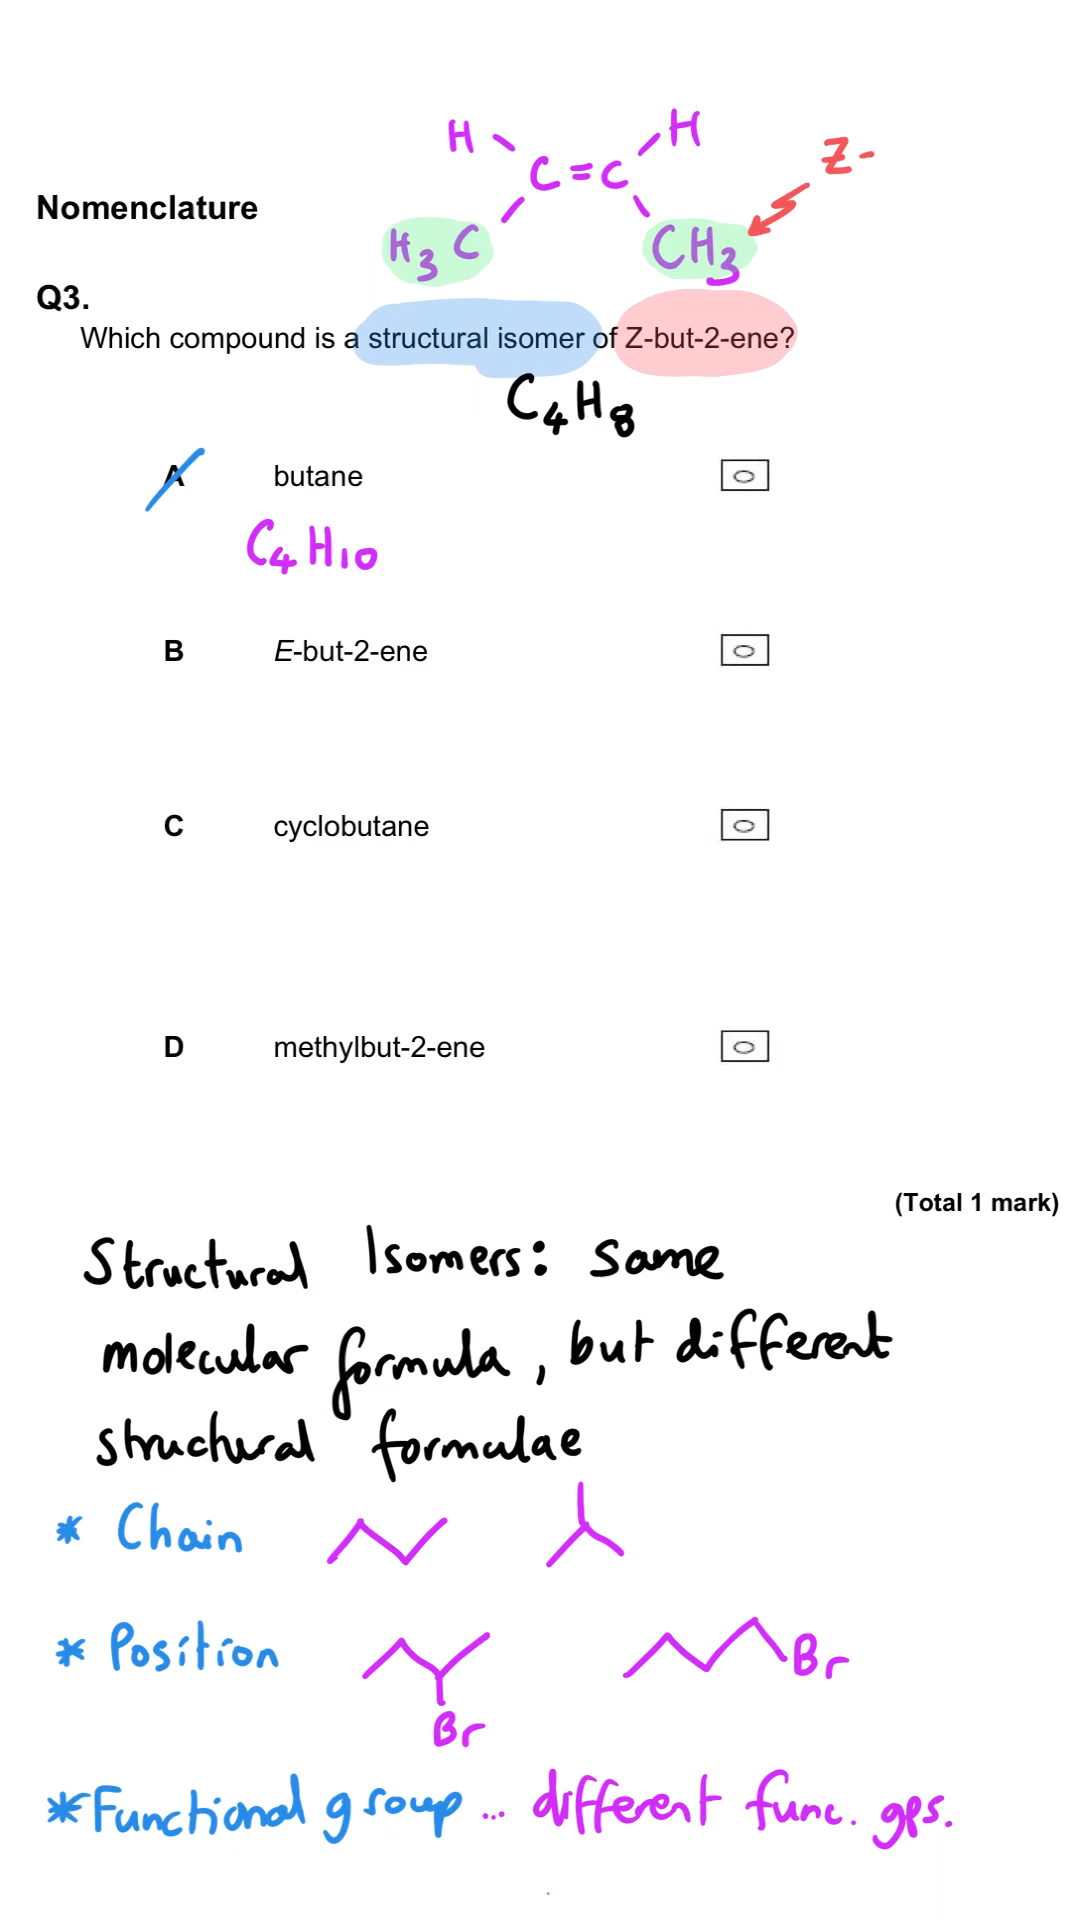 H H
C = C
Z-
Nomenclature
H3C CH3
Q3.
Which compound is a structural isomer of Z-but-2-ene?
C4H8
A butane
C4H10
B E-but-2-ene
C cyclobutane
D methylbut-2-ene
(Total 1 mark)
Structural Isomers: same
molecular formula, but different
structural formulae
* Chain
* Position Br
Br
* Functional group ... different func. gps.